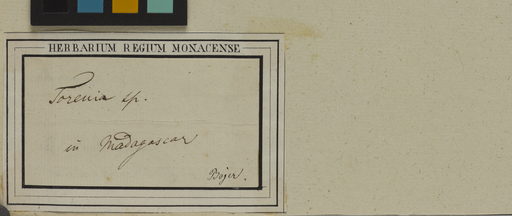 HERBARIUM REGIUM MONACENSE
Torenia sp.
in Madagascar
Bojer.